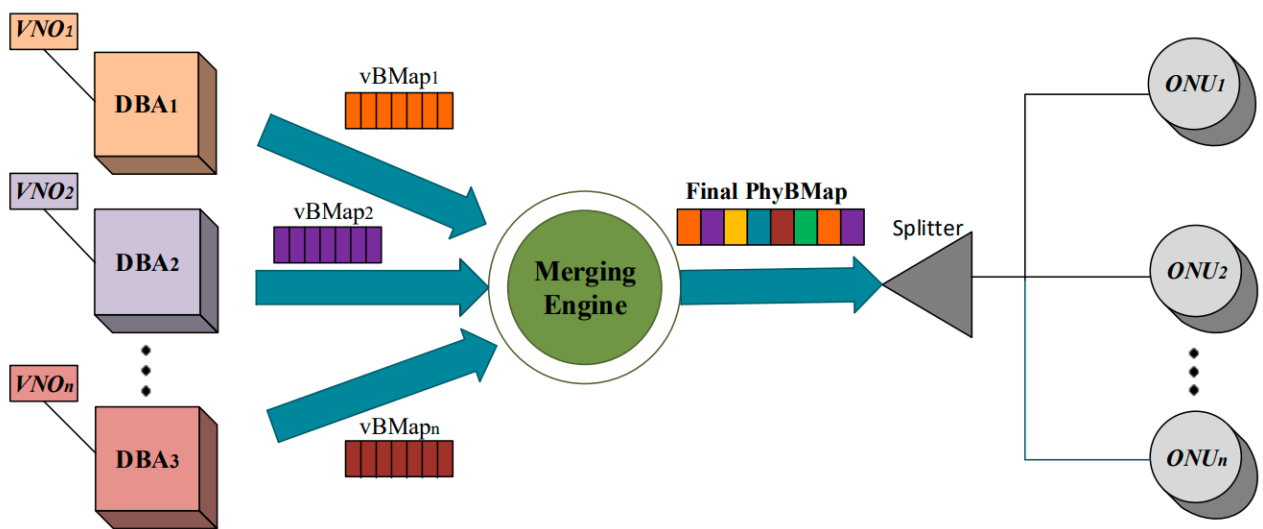 VNO1
DBA1
vBMap1
ONU1
VNO2
DBA2
vBMap2
Merging
Engine
Final PhyBMap
Splitter
ONU2
VNOn
DBA3
vBMapn
ONUn